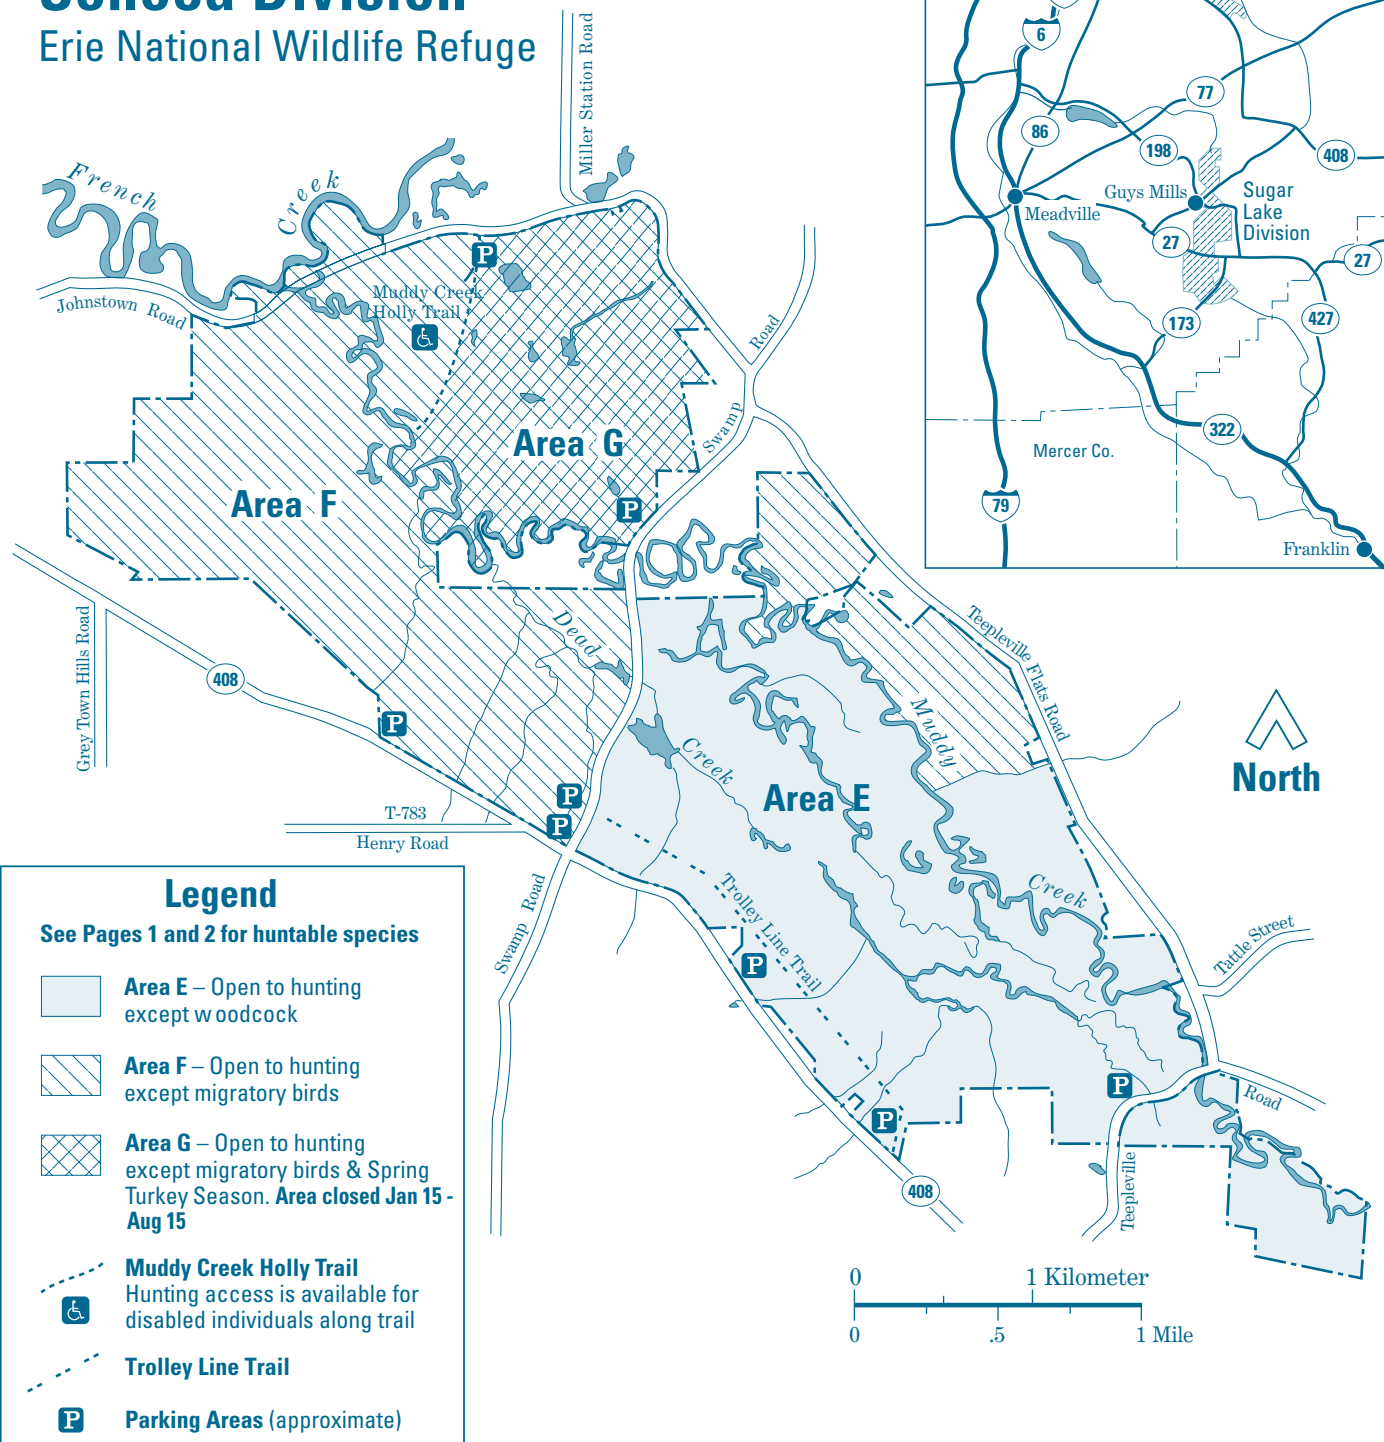 Seneca Division
Erie National Wildlife Refuge
Miller Station Road
French
Creek
Johnstown Road
Muddy Creek
Holly Trail
P
Area G
Area F
P
Swamp
Road
Grey Town Hills Road
408
P
Dead
Creek
Muddy
Creek
Teepleville Flats Road
Area E
P
P
T-783
Henry Road
Swamp Road
Trolley Line Trail
P
P
P
408
Tattle Street
Road
Teepleville
North
0
1 Kilometer
0
.5
1 Mile
6
77
86
198
408
Guys Mills
Sugar
Lake
Division
Meadville
27
27
173
427
322
Mercer Co.
79
Franklin
Legend
See Pages 1 and 2 for huntable species
Area E – Open to hunting
except woodcock
Area F – Open to hunting
except migratory birds
Area G – Open to hunting
except migratory birds & Spring
Turkey Season. Area closed Jan 15 -
Aug 15
Muddy Creek Holly Trail
Hunting access is available for
disabled individuals along trail
Trolley Line Trail
P
Parking Areas (approximate)